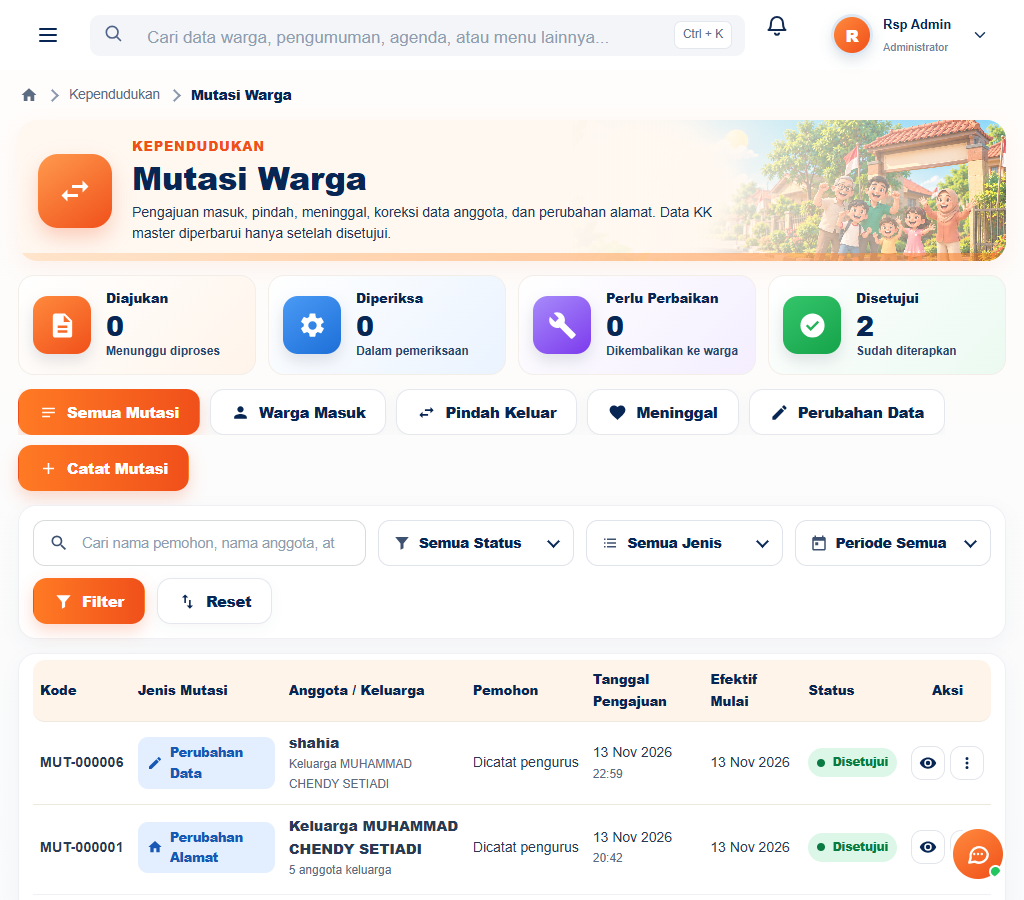 Cari data warga, pengumuman, agenda, atau menu lainnya...
Ctrl + K
R
Rsp Admin
Administrator
Kependudukan
Mutasi Warga
KEPENDUDUKAN
Mutasi Warga
Pengajuan masuk, pindah, meninggal, koreksi data anggota, dan perubahan alamat. Data KK
master diperbarui hanya setelah disetujui.
Diajukan
0
Menunggu diproses
Diperiksa
0
Dalam pemeriksaan
Perlu Perbaikan
0
Dikembalikan ke warga
Disetujui
2
Sudah diterapkan
Semua Mutasi
Warga Masuk
Pindah Keluar
Meninggal
Perubahan Data
Catat Mutasi
Cari nama pemohon, nama anggota, at
Semua Status
Semua Jenis
Periode Semua
Filter
Reset
Kode
Jenis Mutasi
Anggota / Keluarga
Pemohon
Tanggal
Pengajuan
Efektif
Mulai
Status
Aksi
MUT-000006
Perubahan
Data
shahia
Keluarga MUHAMMAD
CHENDY SETIADI
Dicatat pengurus
13 Nov 2026
22:59
13 Nov 2026
Disetujui
MUT-000001
Perubahan
Alamat
Keluarga MUHAMMAD
CHENDY SETIADI
5 anggota keluarga
Dicatat pengurus
13 Nov 2026
20:42
13 Nov 2026
Disetujui